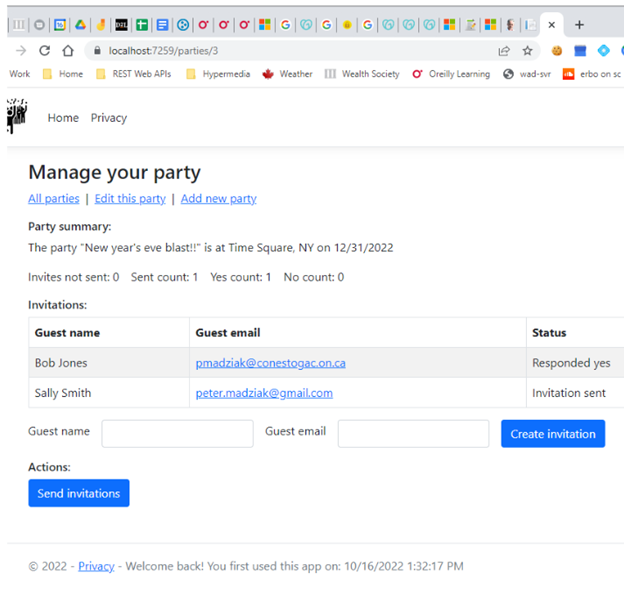 16
D2L
localhost:7259/parties/3
Work Home REST Web APIs Hypermedia Weather Wealth Society Oreilly Learning wad-svr erbo on sc
Home Privacy
Manage your party
All parties | Edit this party | Add new party
Party summary:
The party "New year's eve blast!!" is at Time Square, NY on 12/31/2022
Invites not sent: 0 Sent count: 1 Yes count: 1 No count: 0
Invitations:
Guest name Guest email Status
Bob Jones pmadziak@conestogac.on.ca Responded yes
Sally Smith peter.madziak@gmail.com Invitation sent
Guest name Guest email Create invitation
Actions:
Send invitations
© 2022 - Privacy - Welcome back! You first used this app on: 10/16/2022 1:32:17 PM